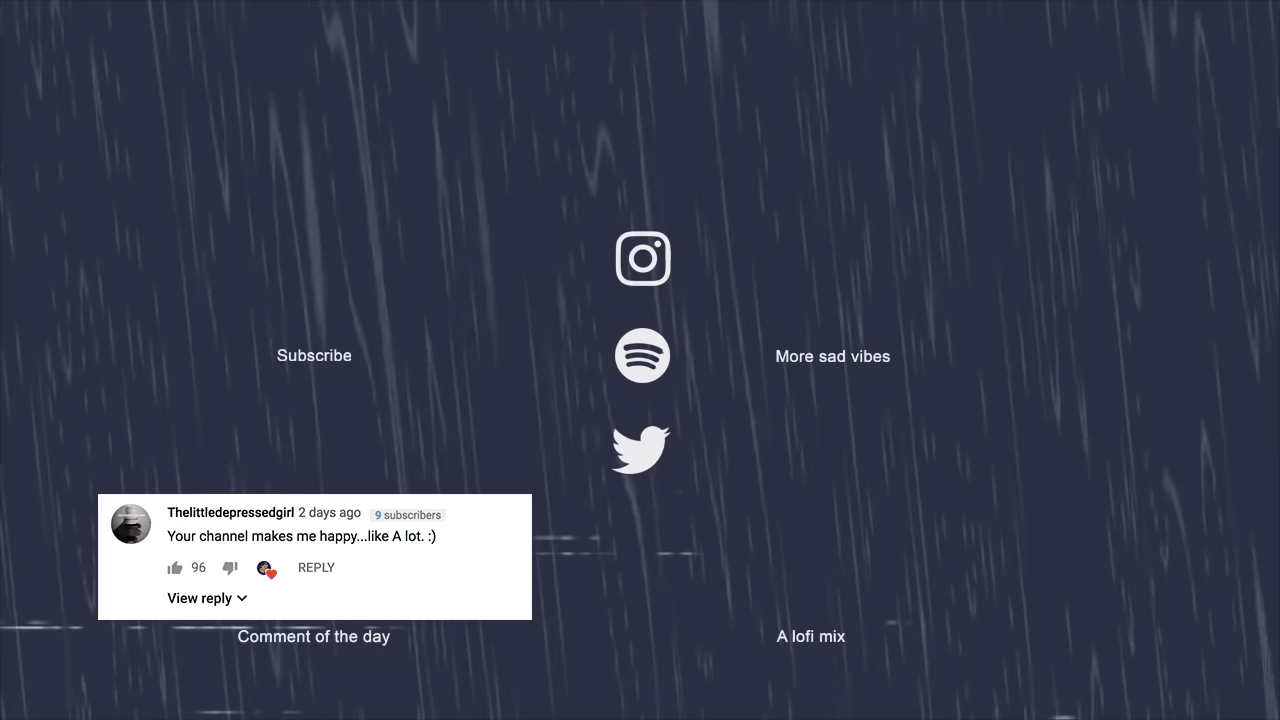 Subscribe
More sad vibes
Thelittledepressedgirl 2 days ago 9 subscribers
Your channel makes me happy...like A lot. :)
96 REPLY
View reply
Comment of the day
A lofi mix